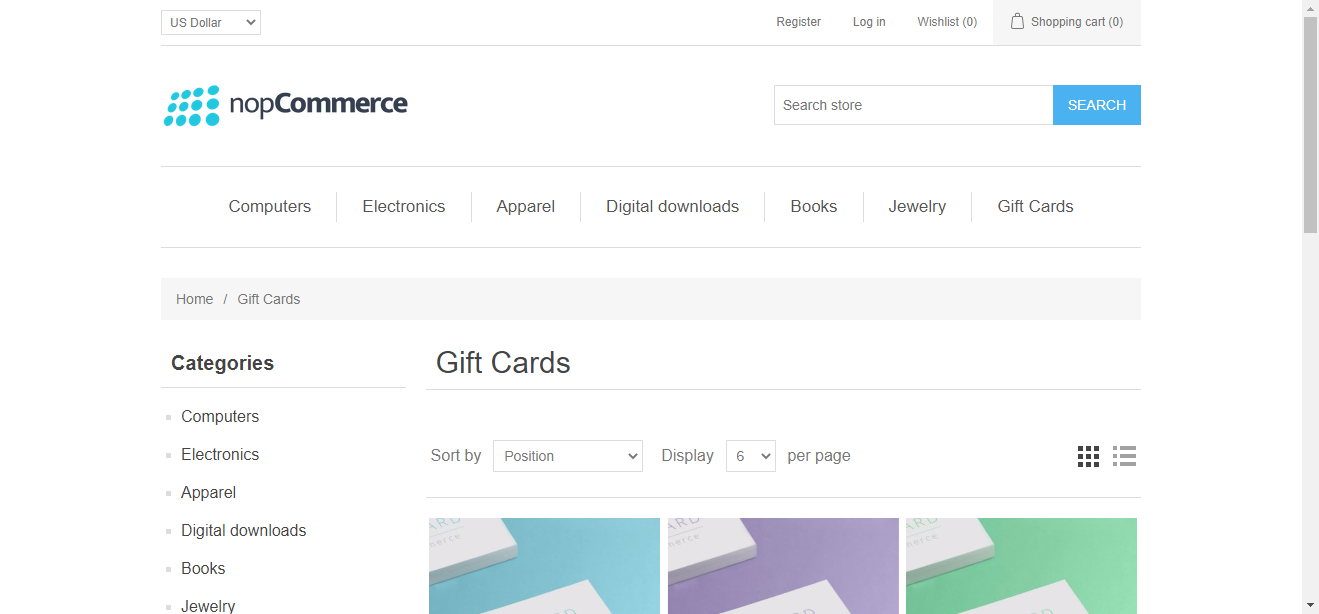 US Dollar
Register Log in Wishlist (0) Shopping cart (0)
nopCommerce
Search store SEARCH
Computers Electronics Apparel Digital downloads Books Jewelry Gift Cards
Home / Gift Cards
Categories
Gift Cards
Computers
Electronics
Apparel
Digital downloads
Books
Jewelry
Sort by Position Display 6 per page